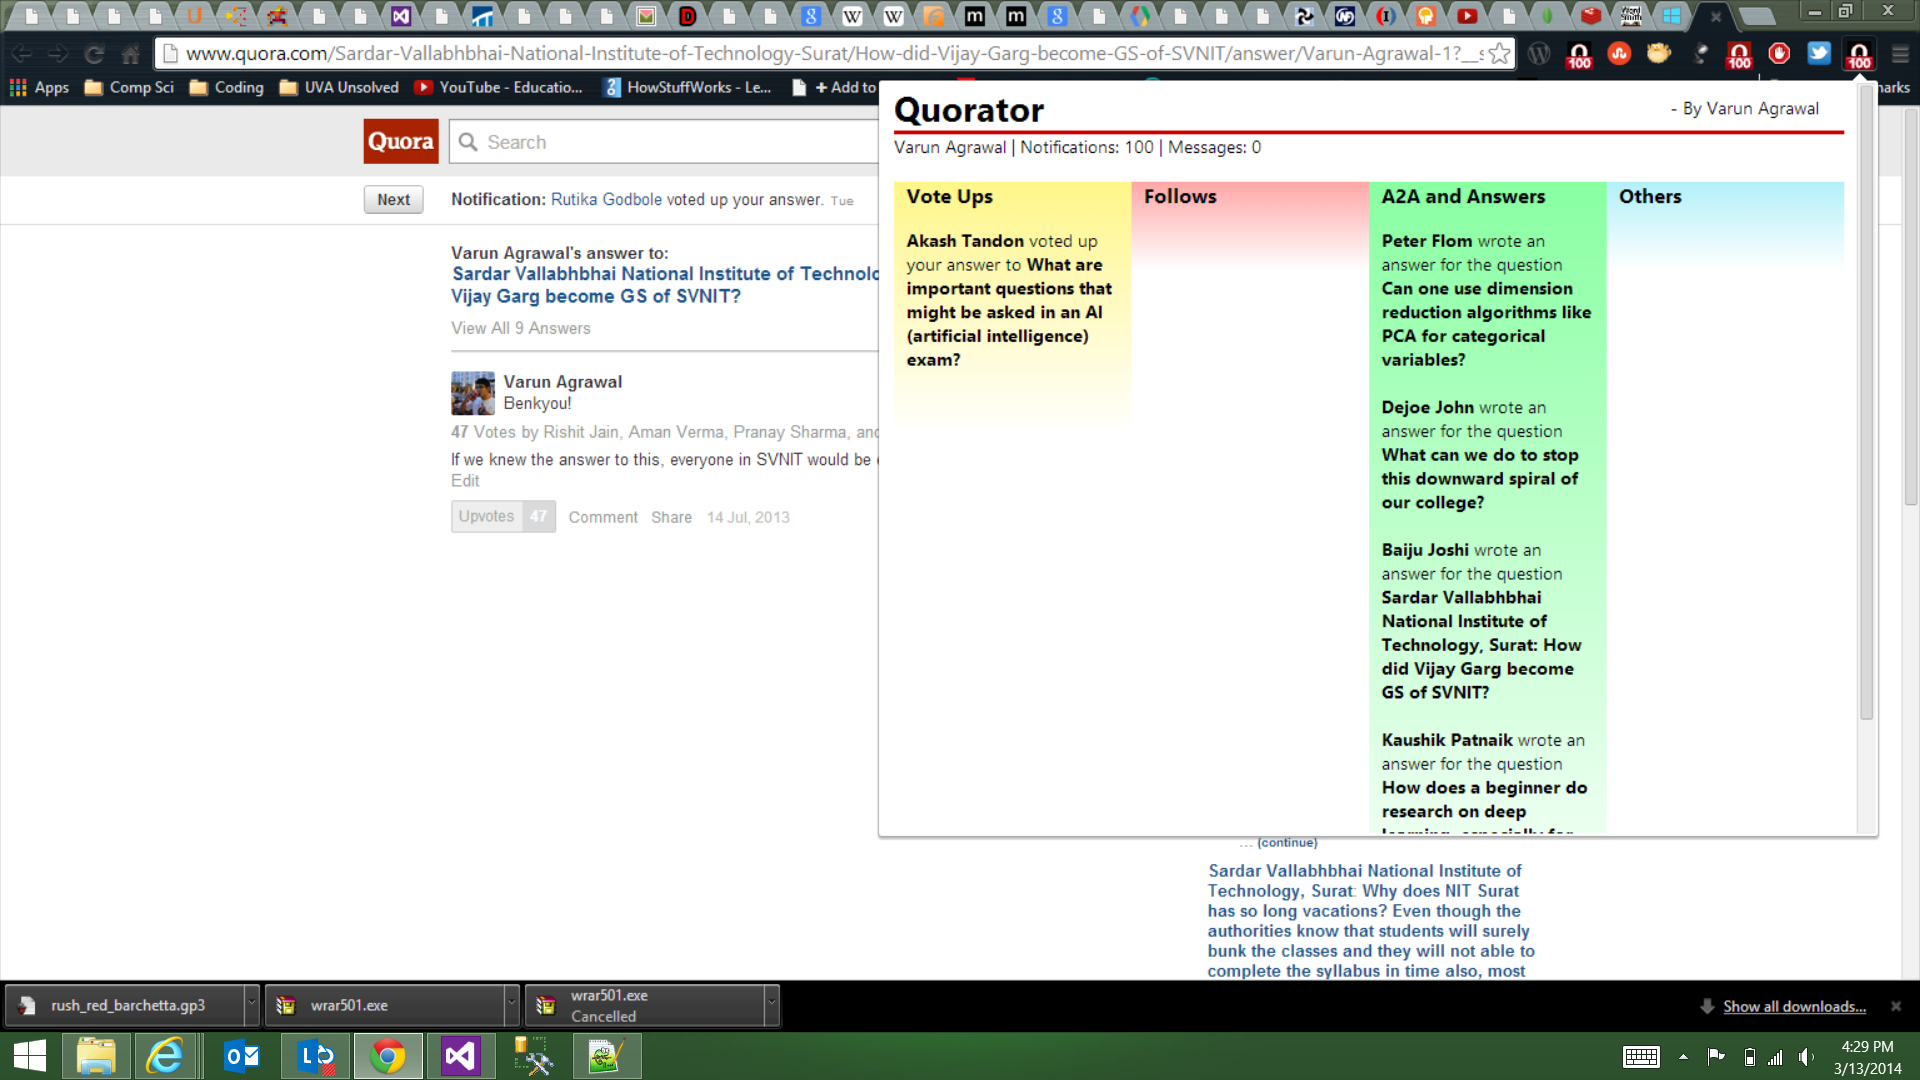 www.quora.com/Sardar-Vallabhbhai-National-Institute-of-Technology-Surat/How-did-Vijay-Garg-become-GS-of-SVNIT/answer/Varun-Agrawal-1?__s
Apps
Comp Sci
Coding
UVA Unsolved
YouTube - Educatio...
HowStuffWorks - Le...
+ Add to
Quora
Search
Next
Notification: Rutika Godbole voted up your answer. Tue
Varun Agrawal's answer to:
Sardar Vallabhbhai National Institute of Technolo
Vijay Garg become GS of SVNIT?
View All 9 Answers
Varun Agrawal
Benkyou!
47 Votes by Rishit Jain, Aman Verma, Pranay Sharma, and
If we knew the answer to this, everyone in SVNIT would be
Edit
Upvotes 47
Comment
Share
14 Jul, 2013
Quorator
- By Varun Agrawal
Varun Agrawal | Notifications: 100 | Messages: 0
Vote Ups
Akash Tandon voted up
your answer to What are
important questions that
might be asked in an AI
(artificial intelligence)
exam?
Follows
A2A and Answers
Peter Flom wrote an
answer for the question
Can one use dimension
reduction algorithms like
PCA for categorical
variables?
Dejoe John wrote an
answer for the question
What can we do to stop
this downward spiral of
our college?
Baiju Joshi wrote an
answer for the question
Sardar Vallabhbhai
National Institute of
Technology, Surat: How
did Vijay Garg become
GS of SVNIT?
Kaushik Patnaik wrote an
answer for the question
How does a beginner do
research on deep
learning, especially for
Others
... (continue)
Sardar Vallabhbhai National Institute of
Technology, Surat: Why does NIT Surat
has so long vacations? Even though the
authorities know that students will surely
bunk the classes and they will not able to
complete the syllabus in time also, most
rush_red_barchetta.gp3
wrar501.exe
wrar501.exe
Cancelled
Show all downloads...
4:29 PM
3/13/2014